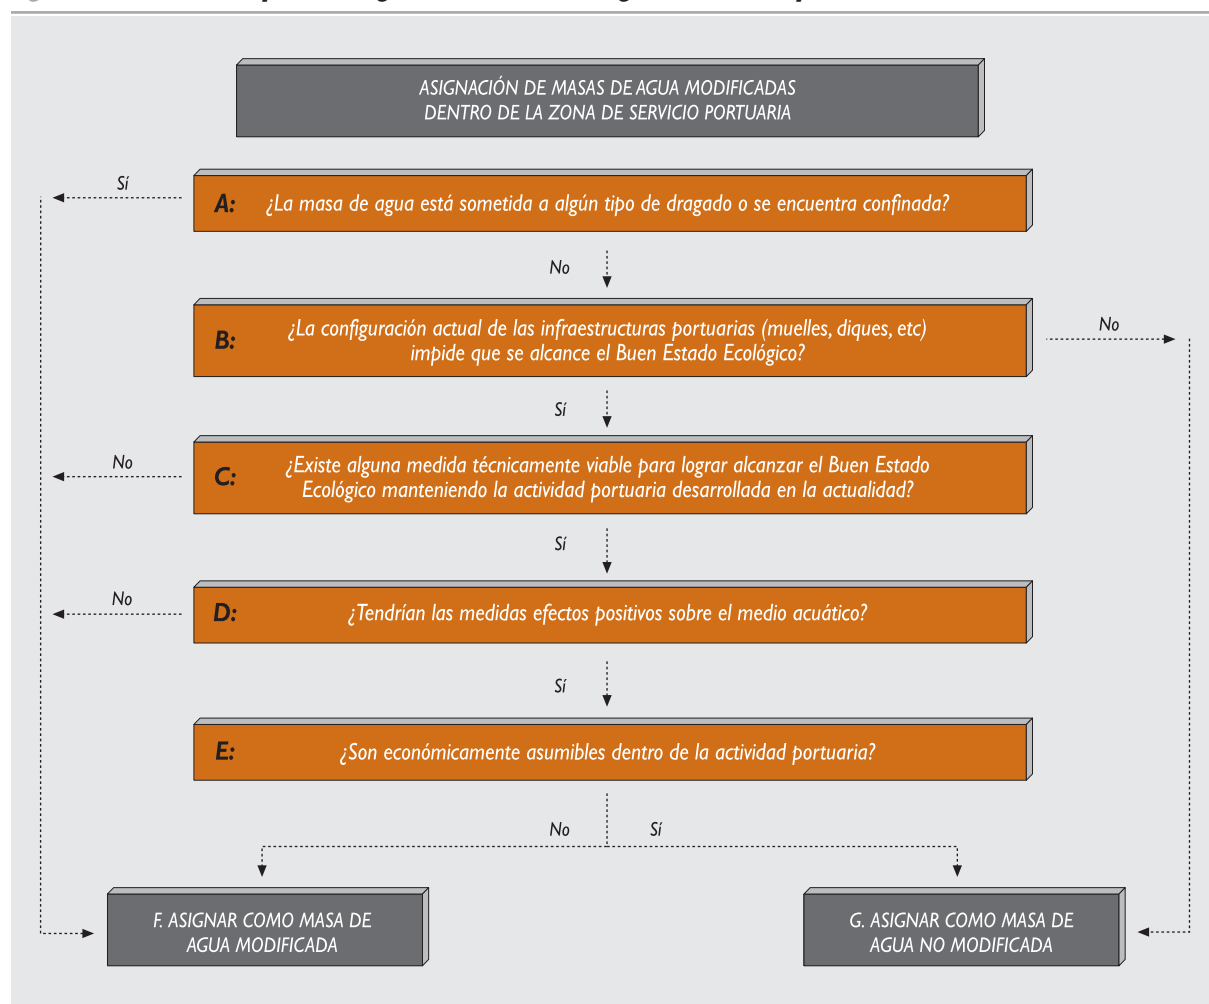 ASIGNACIÓN DE MASAS DE AGUA MODIFICADAS
DENTRO DE LA ZONA DE SERVICIO PORTUARIA
Sí
A: ¿La masa de agua está sometida a algún tipo de dragado o se encuentra confinada?
No
B: ¿La configuración actual de las infraestructuras portuarias (muelles, diques, etc)
impide que se alcance el Buen Estado Ecológico?
No
Sí
C: ¿Existe alguna medida técnicamente viable para lograr alcanzar el Buen Estado
Ecológico manteniendo la actividad portuaria desarrollada en la actualidad?
No
Sí
D: ¿Tendrían las medidas efectos positivos sobre el medio acuático?
No
Sí
E: ¿Son económicamente asumibles dentro de la actividad portuaria?
No
Sí
F. ASIGNAR COMO MASA DE
AGUA MODIFICADA
G. ASIGNAR COMO MASA DE
AGUA NO MODIFICADA